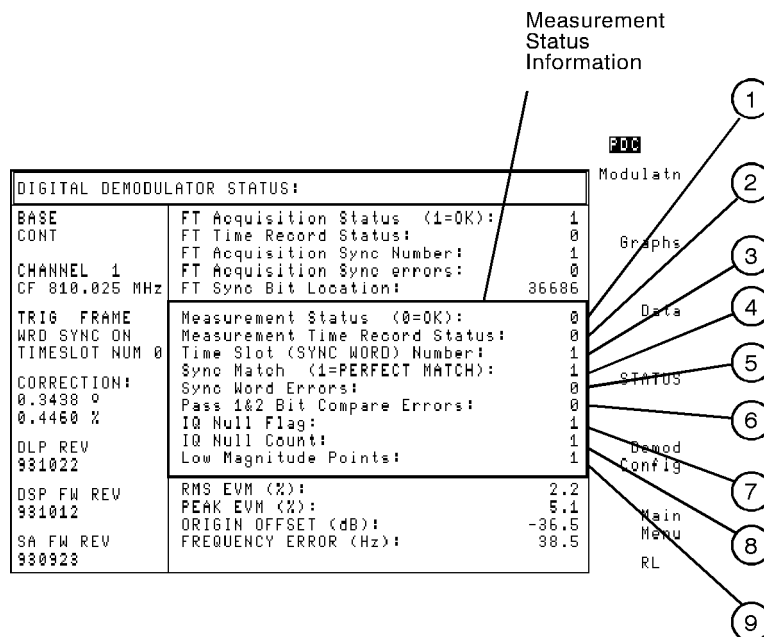 Measurement
Status
Information
1
PDC
DIGITAL DEMODULATOR STATUS:
Modulatn
2
BASE
CONT
CHANNEL 1
CF 810.025 MHz
FT Acquisition Status (1=OK): 1
FT Time Record Status: 0
FT Acquisition Sync Number: 1
FT Acquisition Sync errors: 0
FT Sync Bit Location: 36686
Graphs
3
TRIG FRAME
WRD SYNC ON
TIMESLOT NUM 0
CORRECTION:
0.3438 º
0.4460 %
DLP REV
931022
Measurement Status (0=OK): 0
Measurement Time Record Status: 0
Time Slot (SYNC WORD) Number: 1
Sync Match (1=PERFECT MATCH): 1
Sync Word Errors: 0
Pass 1&2 Bit Compare Errors: 0
IQ Null Flag: 1
IQ Null Count: 1
Low Magnitude Points: 1
Data
4
STATUS
5
6
Demod
Config
7
DSP FW REV
931012
SA FW REV
930923
RMS EVM (%): 2.2
PEAK EVM (%): 5.1
ORIGIN OFFSET (dB): -36.5
FREQUENCY ERROR (Hz): 38.5
Main
Menu
8
RL
9